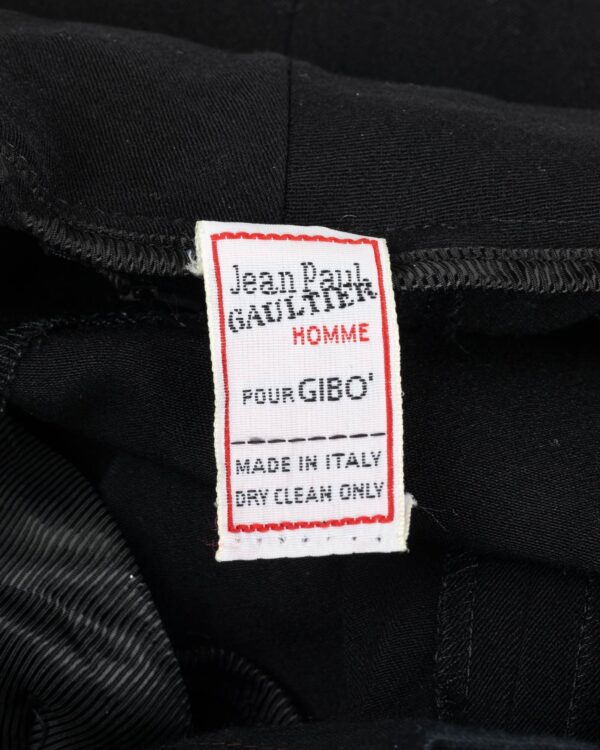 Jean Paul
GAULTIER
HOMME
POUR GIBO'
MADE IN ITALY
DRY CLEAN ONLY